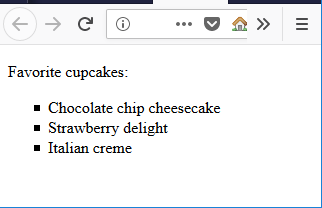 Favorite cupcakes:
Chocolate chip cheesecake
Strawberry delight
Italian creme